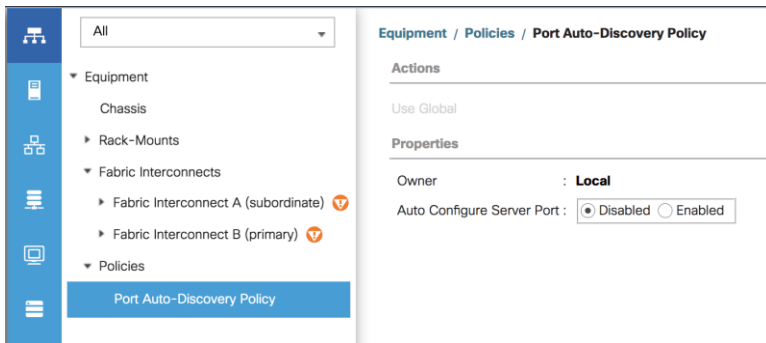 All
Equipment
Chassis
Rack-Mounts
Fabric Interconnects
Fabric Interconnect A (subordinate)
Fabric Interconnect B (primary)
Policies
Port Auto-Discovery Policy
Equipment / Policies / Port Auto-Discovery Policy
Actions
Use Global
Properties
Owner : Local
Auto Configure Server Port : Disabled Enabled